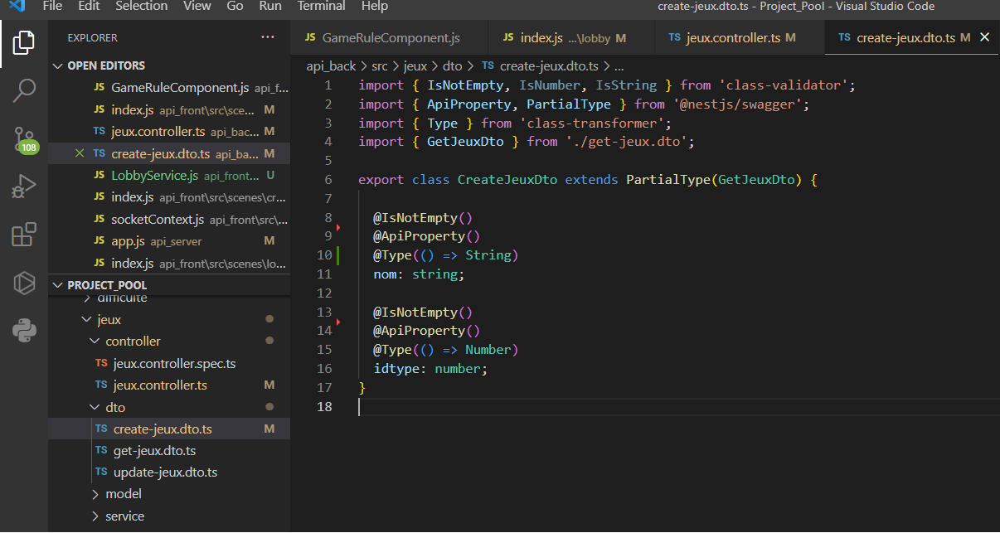 File Edit Selection View Go Run Terminal Help create-jeux.dto.ts - Project_Pool - Visual Studio Code
EXPLORER ...
JS GameRuleComponent.js JS index.js ...\lobby M TS jeux.controller.ts M TS create-jeux.dto.ts M ×
OPEN EDITORS
JS GameRuleComponent.js api_f...
JS index.js api_front\src\sce... M
TS jeux.controller.ts api_bac... M
× TS create-jeux.dto.ts api_ba... M
JS LobbyService.js api_front... U
JS index.js api_front\src\scenes\cr...
JS socketContext.js api_front\src\...
JS app.js api_server M
JS index.js api_front\src\scenes\lo...
108
PROJECT_POOL
difficulte
jeux
controller
TS jeux.controller.spec.ts
TS jeux.controller.ts M
dto
TS create-jeux.dto.ts M
TS get-jeux.dto.ts
TS update-jeux.dto.ts
model
service
api_back > src > jeux > dto > TS create-jeux.dto.ts > ...
1 import { IsNotEmpty, IsNumber, IsString } from 'class-validator';
2 import { ApiProperty, PartialType } from '@nestjs/swagger';
3 import { Type } from 'class-transformer';
4 import { GetJeuxDto } from './get-jeux.dto';
5
6 export class CreateJeuxDto extends PartialType(GetJeuxDto) {
7
8 @IsNotEmpty()
9 @ApiProperty()
10 @Type(() => String)
11 nom: string;
12
13 @IsNotEmpty()
14 @ApiProperty()
15 @Type(() => Number)
16 idtype: number;
17 }
18